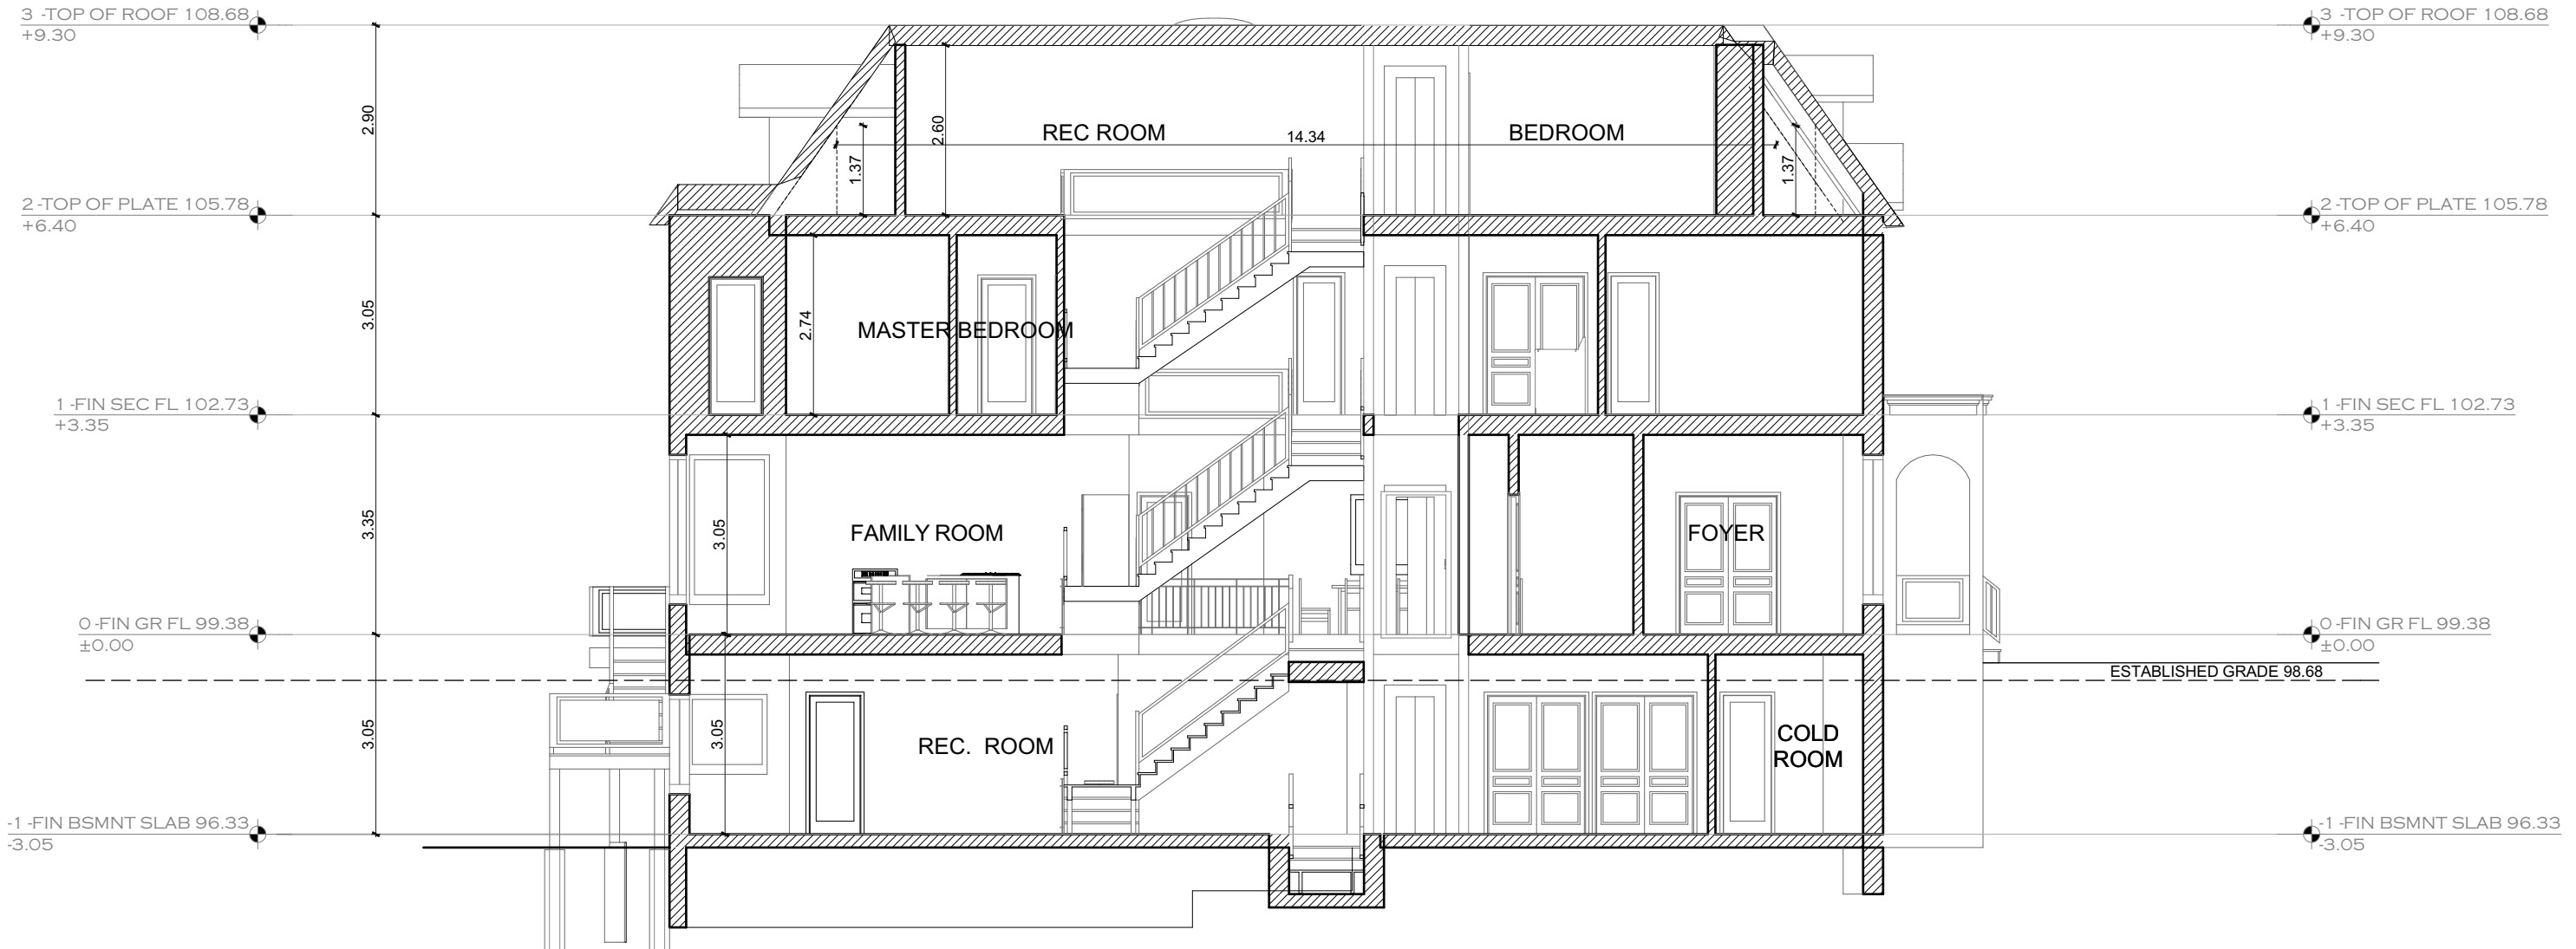 3 -TOP OF ROOF 108.68
+9.30
3 -TOP OF ROOF 108.68
+9.30
2.90
2.60
REC ROOM
14.34
BEDROOM
1.37
1.37
2 -TOP OF PLATE 105.78
+6.40
2 -TOP OF PLATE 105.78
+6.40
3.05
2.74
MASTER BEDROOM
1 -FIN SEC FL 102.73
+3.35
1 -FIN SEC FL 102.73
+3.35
3.35
3.05
FAMILY ROOM
FOYER
0 -FIN GR FL 99.38
±0.00
0 -FIN GR FL 99.38
±0.00
ESTABLISHED GRADE 98.68
3.05
3.05
REC. ROOM
COLD
ROOM
-1 -FIN BSMNT SLAB 96.33
-3.05
-1 -FIN BSMNT SLAB 96.33
-3.05